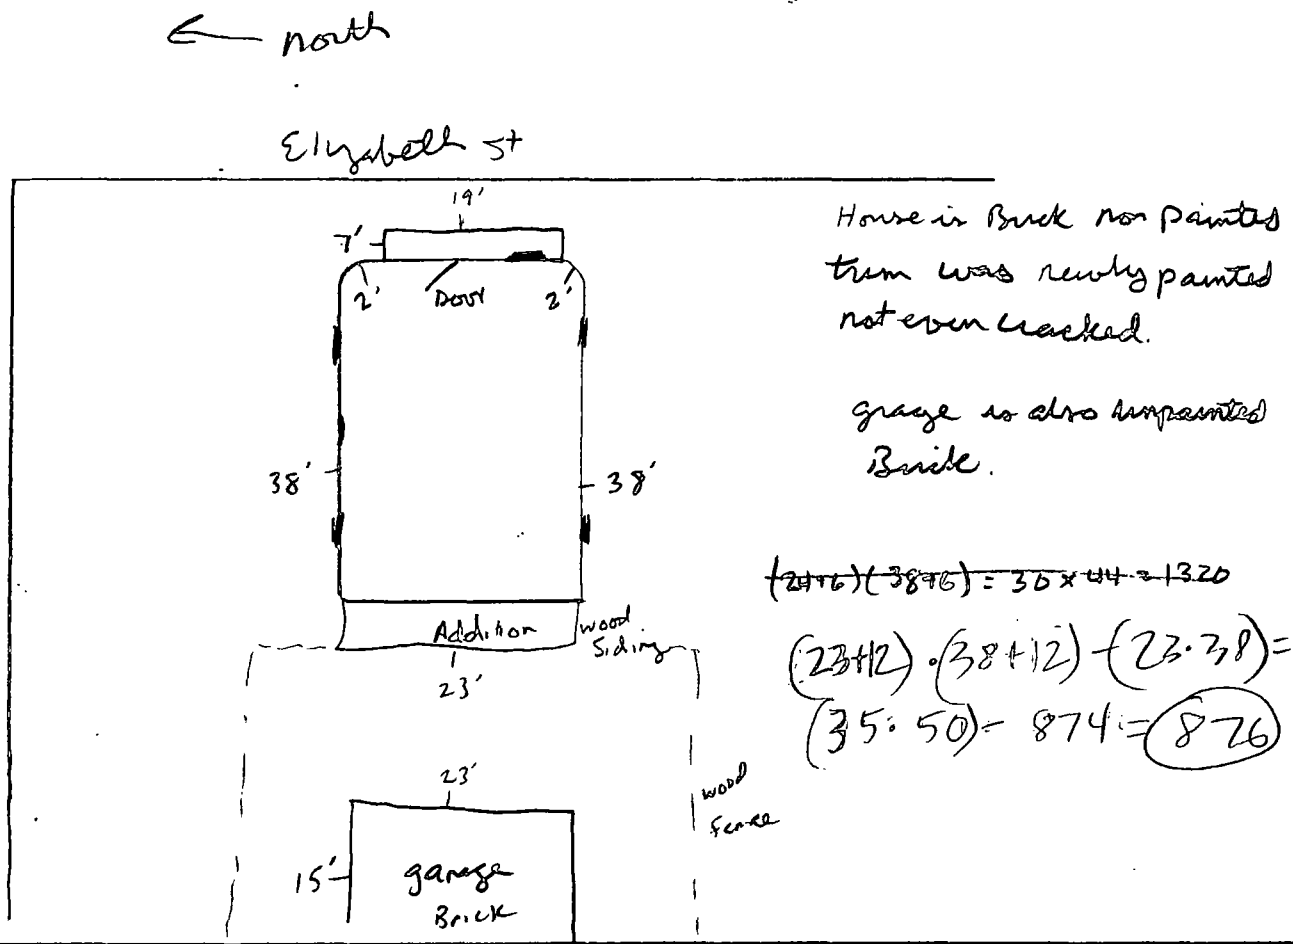 ← north
Elizabeth St
19'
7'
2'
Door
2'
House is Brick non painted
trim was newly painted
not even cracked.
grage is also unpainted
Brick.
38'
38'
(24+6)(38+6) = 30 x 44 = 1320
(23+12)·(38+12)-(23·38)=
(35·50)- 874 = 876
Addition
wood
Siding
23'
23'
wood
fence
15'
garage
Brick